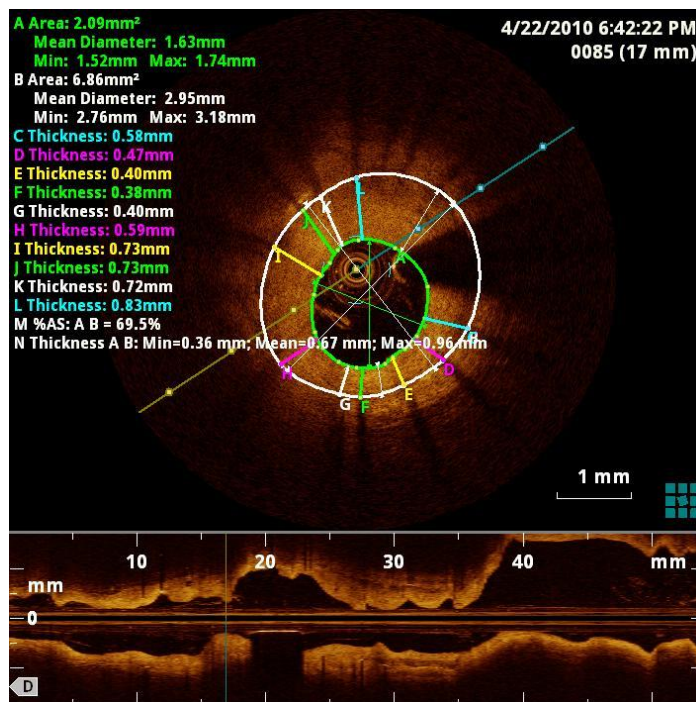 A Area: 2.09mm²
Mean Diameter: 1.63mm
Min: 1.52mm Max: 1.74mm
B Area: 6.86mm²
Mean Diameter: 2.95mm
Min: 2.76mm Max: 3.18mm
C Thickness: 0.58mm
D Thickness: 0.47mm
E Thickness: 0.40mm
F Thickness: 0.38mm
G Thickness: 0.40mm
H Thickness: 0.59mm
I Thickness: 0.73mm
J Thickness: 0.73mm
K Thickness: 0.72mm
L Thickness: 0.83mm
M %AS: A B = 69.5%
N Thickness A B: Min=0.36 mm; Mean=0.67 mm; Max=0.96 mm
4/22/2010 6:42:22 PM
0085 (17 mm)
L
K
J
A
I
D
H
E
G
F
1 mm
10 20 30 40 mm
mm
0
D